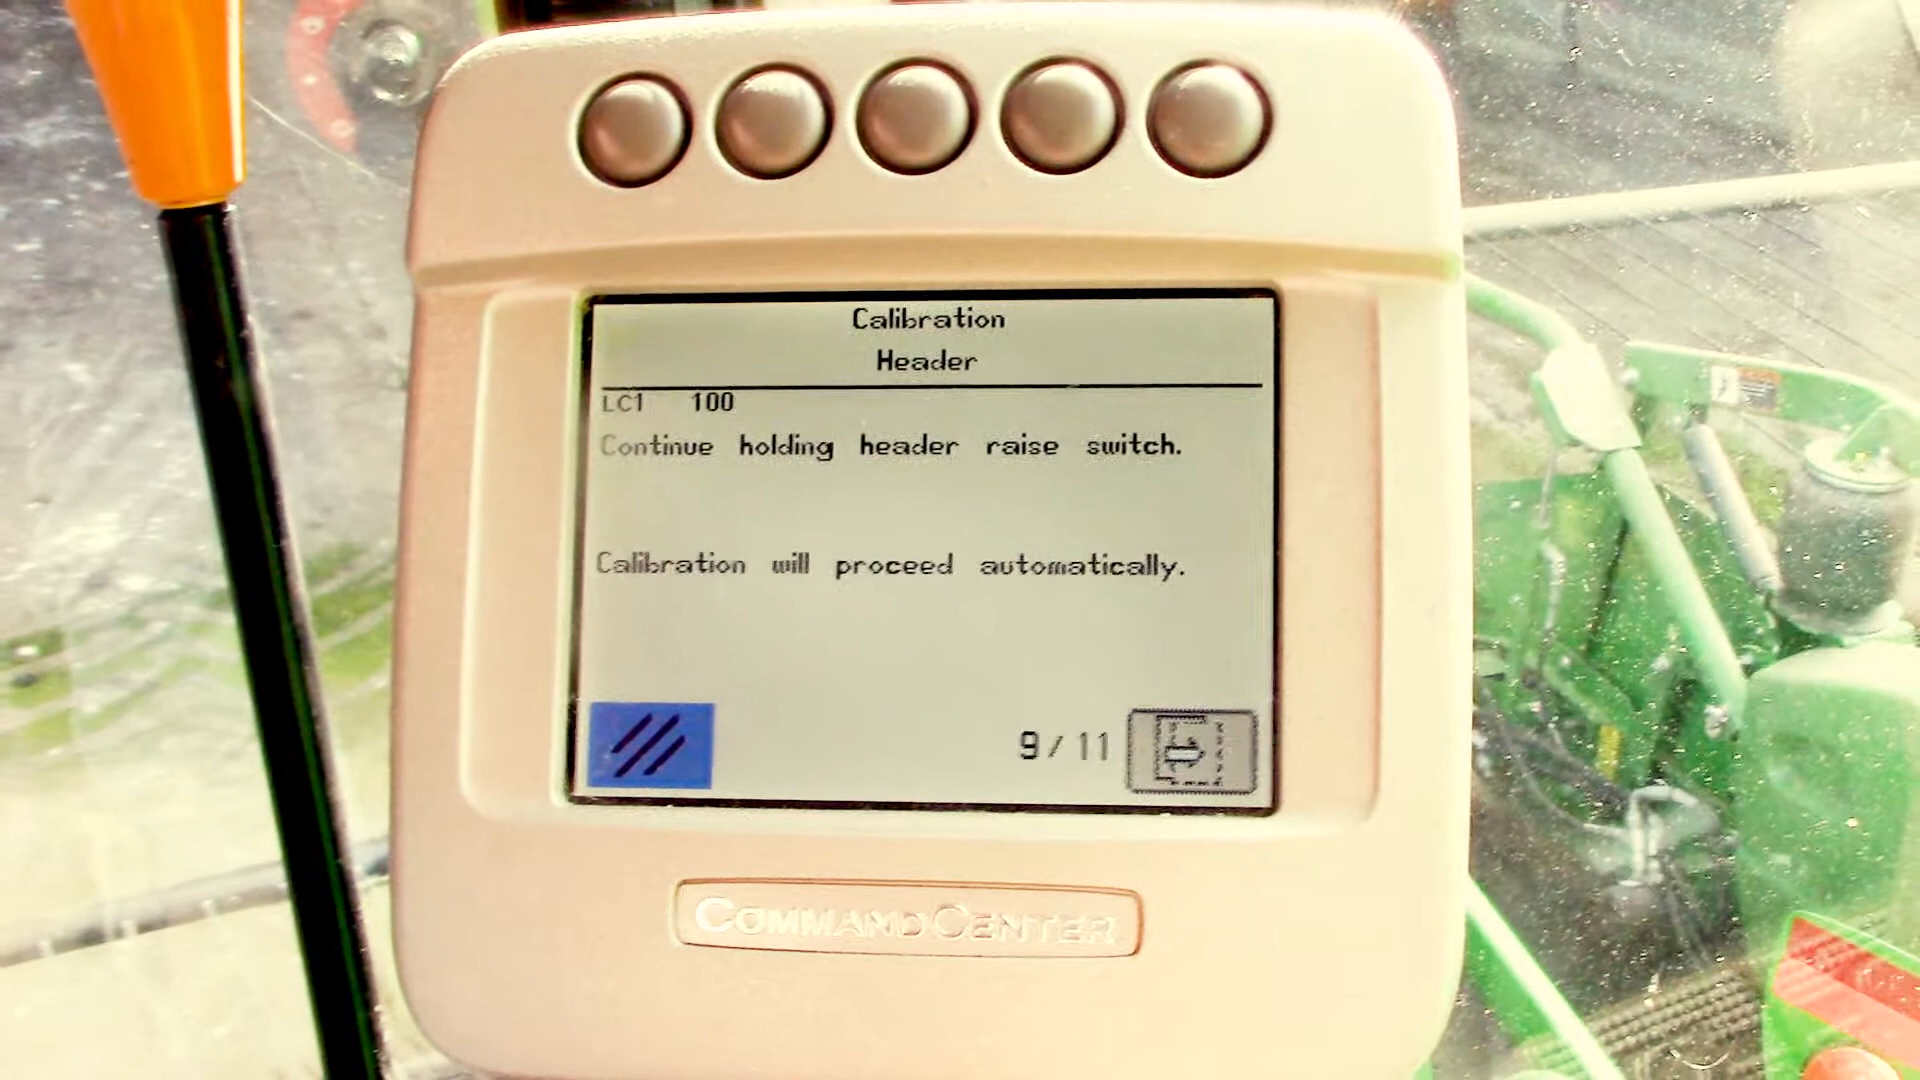 Calibration
Header
LC1 100
Continue holding header raise switch.
Calibration will proceed automatically.
9 / 11
COMMANDCENTER